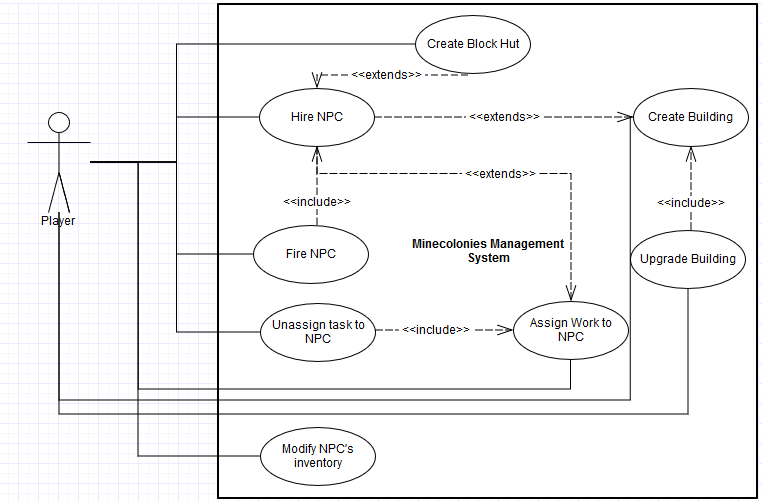 Create Block Hut
<<extends>>
Hire NPC
<<extends>>
Create Building
<<extends>>
<<include>>
<<include>>
Player
Fire NPC
Minecolonies Management
System
Upgrade Building
Unassign task to
NPC
<<include>>
Assign Work to
NPC
Modify NPC's
inventory